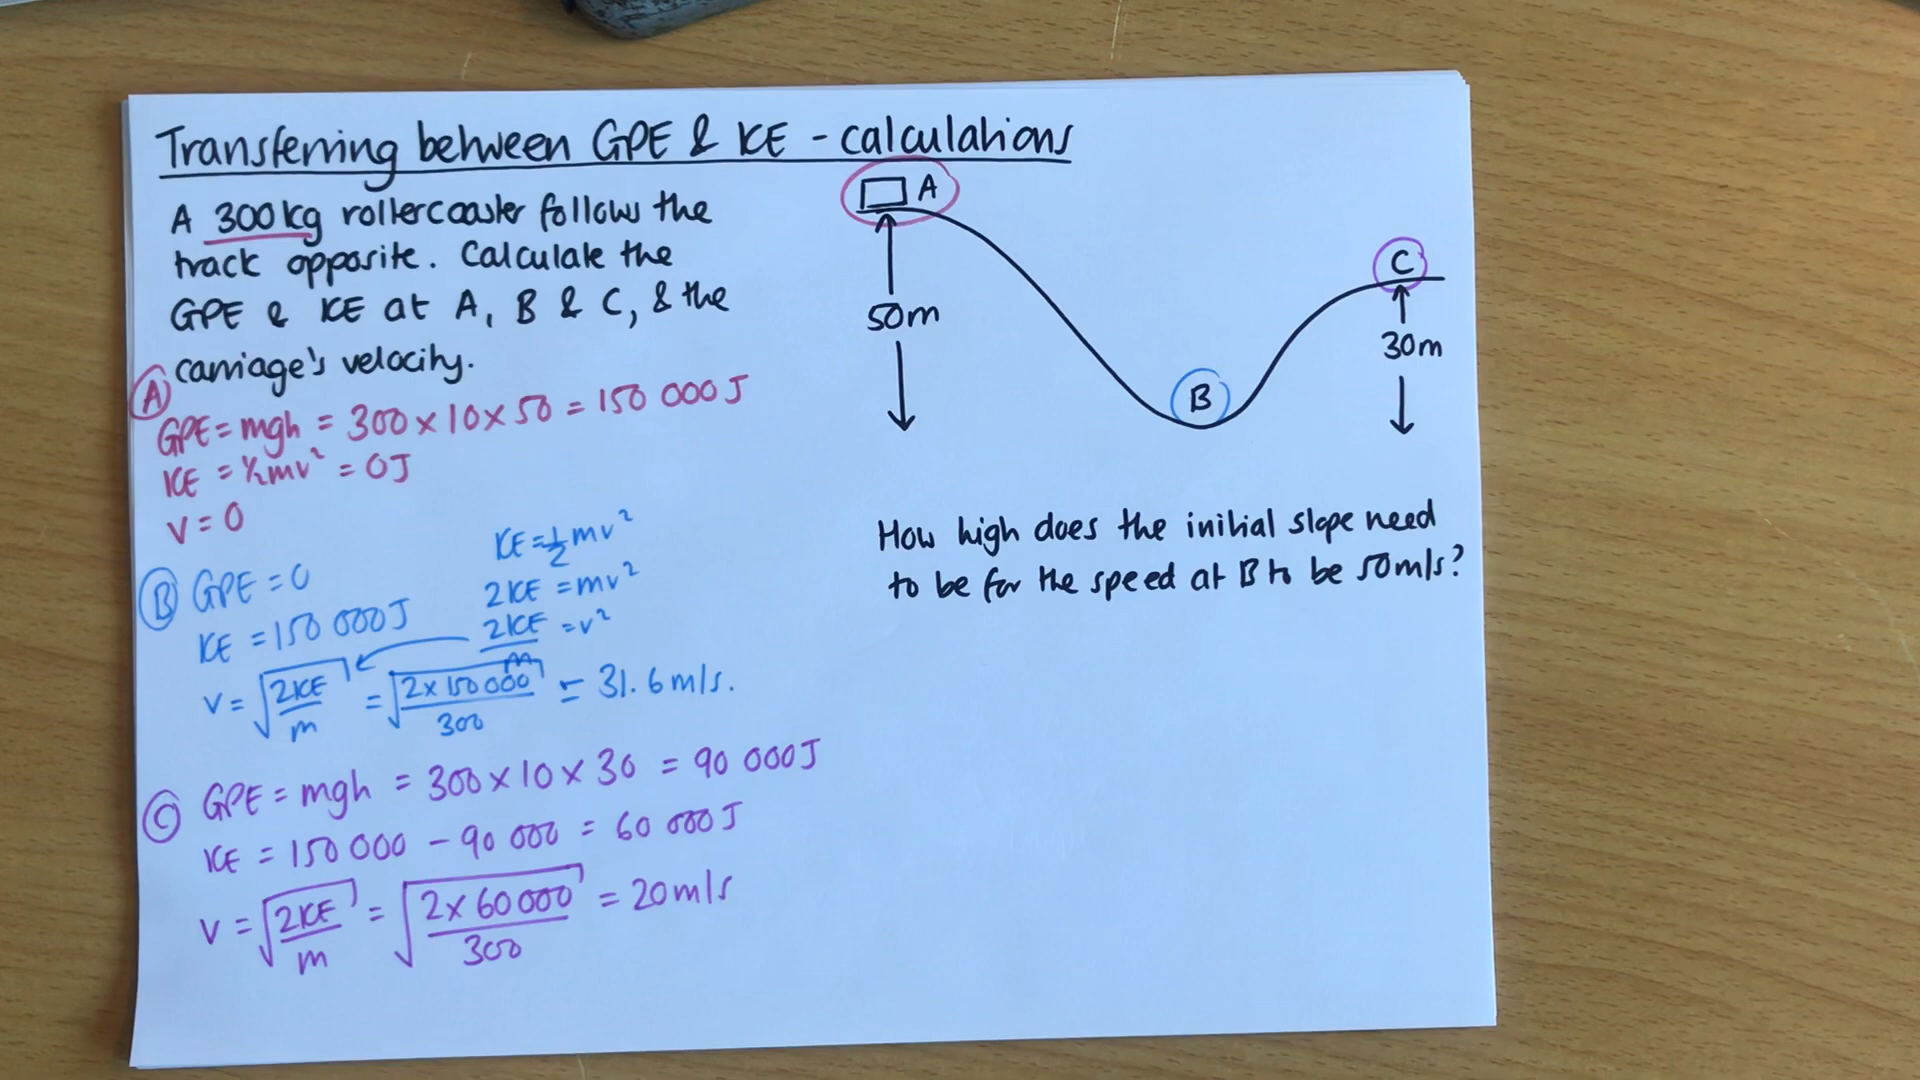 Transferring between GPE & KE - calculations
A 300kg rollercoaster follows the
track opposite. Calculate the
GPE & KE at A, B & C, & the
carriage's velocity.
A
GPE = mgh = 300 × 10 × 50 = 150 000J
KE = ½mv² = 0J
V = 0
B GPE = 0
KE = 150 000J
KE = ½mv²
2KE = mv²
2KE/m = v²
v = √(2KE/m) = √(2 × 150 000/300) = 31.6m/s.
C GPE = mgh = 300 × 10 × 30 = 90 000J
KE = 150 000 - 90 000 = 60 000J
v = √(2KE/m) = √(2 × 60 000/300) = 20m/s
A
50m
B
C
30m
How high does the initial slope need
to be for the speed at B to be 50m/s?